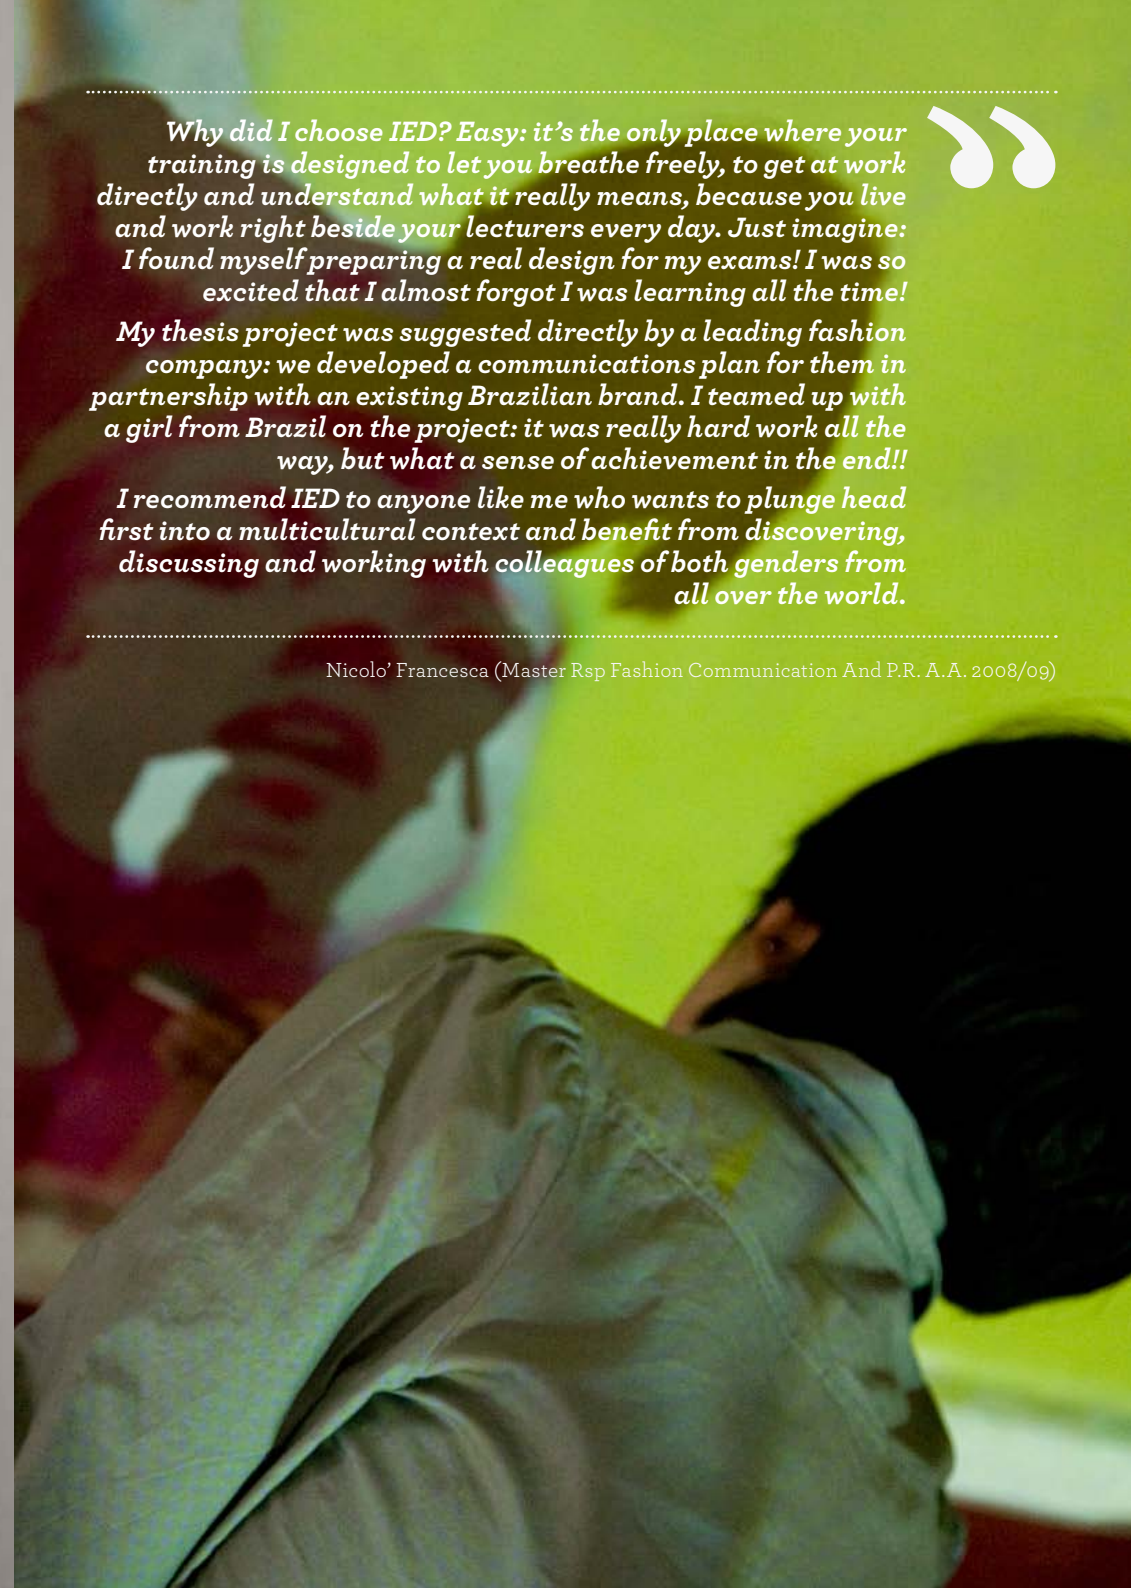 Why did I choose IED? Easy: it’s the only place where your
training is designed to let you breathe freely, to get at work
directly and understand what it really means, because you live
and work right beside your lecturers every day. Just imagine:
I found myself preparing a real design for my exams! I was so
excited that I almost forgot I was learning all the time!
My thesis project was suggested directly by a leading fashion
company: we developed a communications plan for them in
partnership with an existing Brazilian brand. I teamed up with
a girl from Brazil on the project: it was really hard work all the
way, but what a sense of achievement in the end!!
I recommend IED to anyone like me who wants to plunge head
first into a multicultural context and benefit from discovering,
discussing and working with colleagues of both genders from
all over the world.
”
Nicolo’ Francesca (Master Rsp Fashion Communication And P.R. A.A. 2008/09)